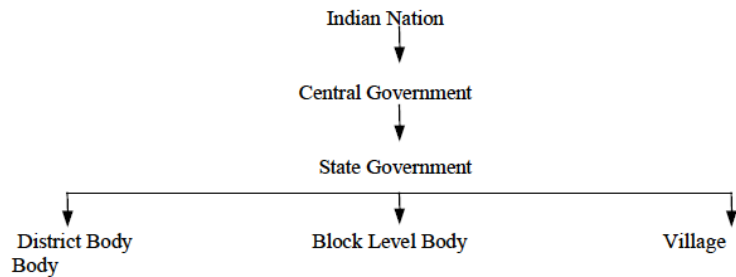 Indian Nation
Central Government
State Government
District Body Block Level Body Village
Body